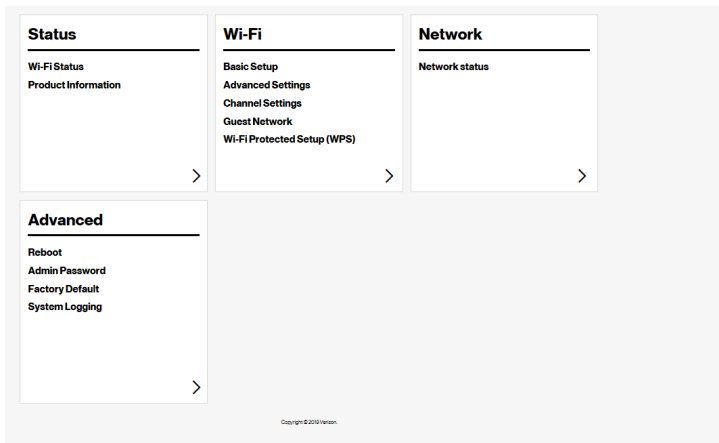 Status
Wi-Fi Status
Product Information
Wi-Fi
Basic Setup
Advanced Settings
Channel Settings
Guest Network
Wi-Fi Protected Setup (WPS)
Network
Network status
Advanced
Reboot
Admin Password
Factory Default
System Logging
Copyright © 2019 Verizon.